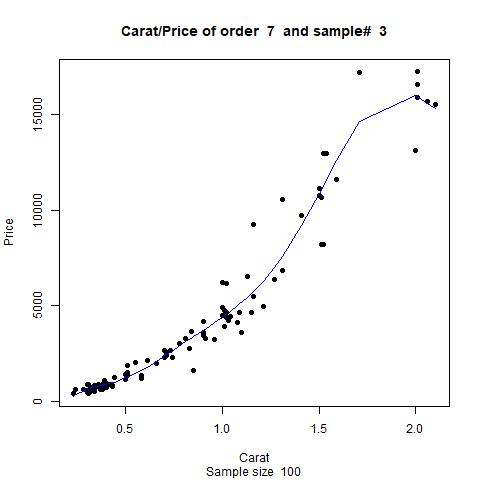 Carat/Price of order  7  and sample#  3
Price
15000
10000
5000
0
0.5 1.0 1.5 2.0
Carat
Sample size  100